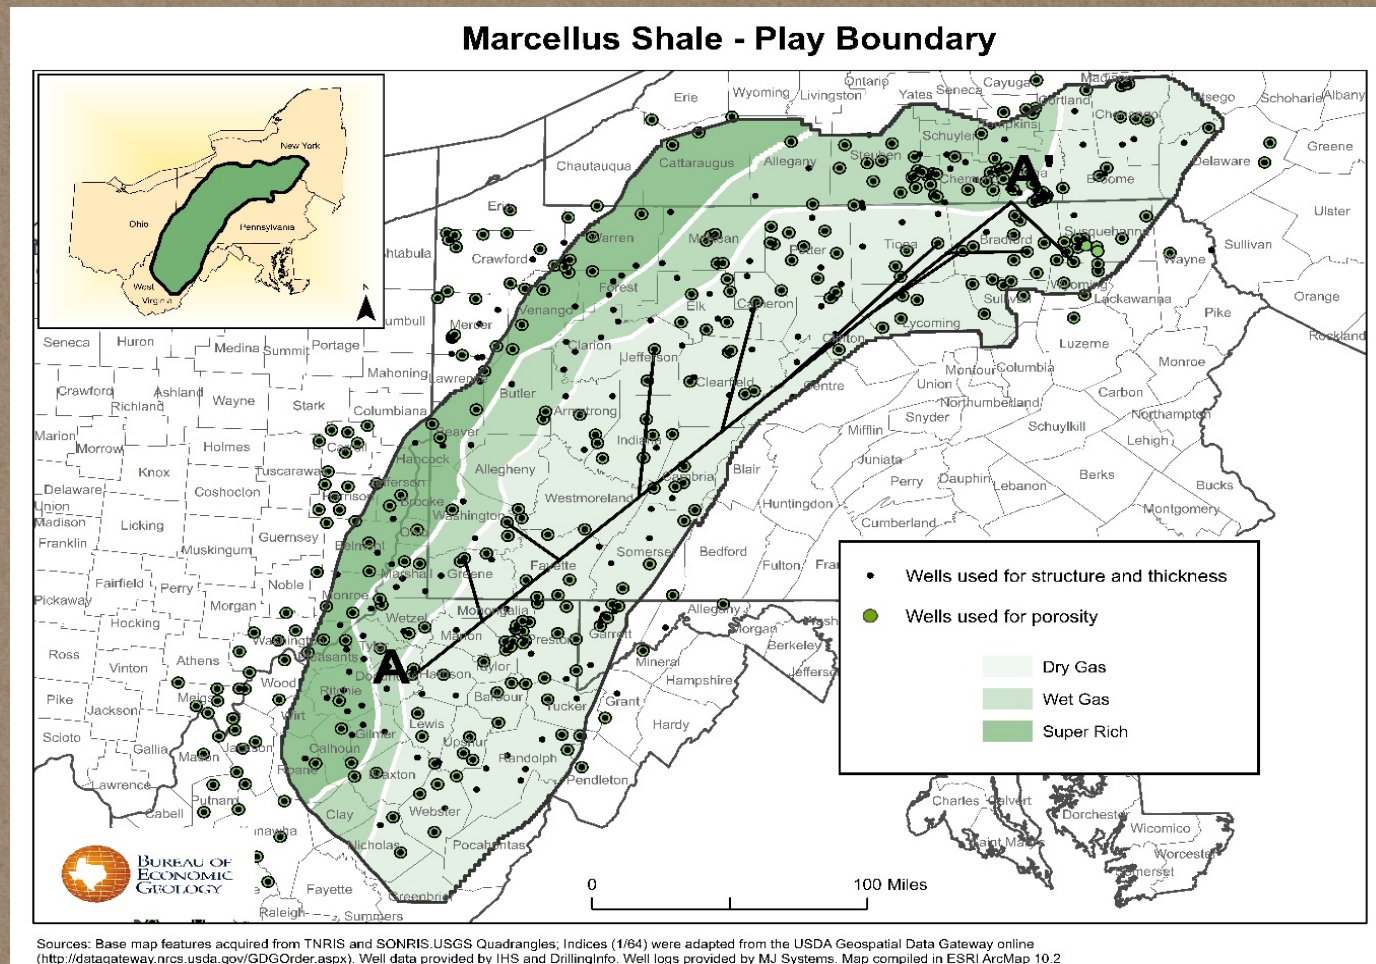 Marcellus Shale - Play Boundary
New York
Ohio
Pennsylvania
West
Virginia
N
Erie
Wyoming
Livingston
Ontario
Yates
Seneca
Cayuga
Cortland
Otsego
Schoharie
Albany
Chautauqua
Cattaraugus
Allegany
Steuben
Schuyler
Broome
Delaware
Greene
Ulster
Sullivan
Orange
Rockland
Erie
Crawford
Warren
Potter
Tioga
Bradford
Wayne
Pike
Mercer
Venango
Forest
Elk
Cameron
Clinton
Lycoming
Wyoming
Lackawanna
Luzerne
Monroe
Seneca
Huron
Medina
Summit
Portage
Mahoning
Lawrence
Butler
Clarion
Jefferson
Clearfield
Centre
Union
Montour
Columbia
Carbon
Northampton
Crawford
Ashland
Richland
Wayne
Stark
Columbiana
Beaver
Armstrong
Indiana
Snyder
Northumberland
Schuylkill
Lehigh
Marion
Morrow
Holmes
Carroll
Hancock
Allegheny
Cambria
Blair
Mifflin
Juniata
Knox
Tuscarawas
Jefferson
Huntingdon
Perry
Dauphin
Lebanon
Berks
Bucks
Delaware
Union
Madison
Coshocton
Harrison
Brooke
Washington
Westmoreland
Cumberland
Montgomery
Franklin
Licking
Muskingum
Guernsey
Belmont
Ohio
Somerset
Bedford
Fulton
Fairfield
Perry
Noble
Marshall
Greene
Fayette
Pickaway
Morgan
Monroe
Wetzel
Monongalia
Allegany
Morgan
Hocking
Washington
Tyler
Marion
Preston
Garrett
Berkeley
Ross
Vinton
Athens
Pleasants
Wood
A
Harrison
Taylor
Mineral
Hampshire
Jefferson
Pike
Jackson
Meigs
Ritchie
Barbour
Tucker
Grant
Hardy
Scioto
Gallia
Mason
Jackson
Wirt
Gilmer
Lewis
Upshur
Randolph
Pendleton
Lawrence
Calhoun
Roane
Braxton
Webster
Cabell
Putnam
Clay
Nicholas
Pocahontas
Fayette
Greenbrier
Raleigh
Summers
Charles
Calvert
Saint Mary's
Dorchester
Wicomico
Worcester
Somerset
Wells used for structure and thickness
Wells used for porosity
Dry Gas
Wet Gas
Super Rich
0
100 Miles
BUREAU OF
ECONOMIC
GEOLOGY
Sources: Base map features acquired from TNRIS and SONRIS.USGS Quadrangles; Indices (1/64) were adapted from the USDA Geospatial Data Gateway online
(http://datagateway.nrcs.usda.gov/GDGOrder.aspx). Well data provided by IHS and DrillingInfo. Well logs provided by MJ Systems. Map compiled in ESRI ArcMap 10.2